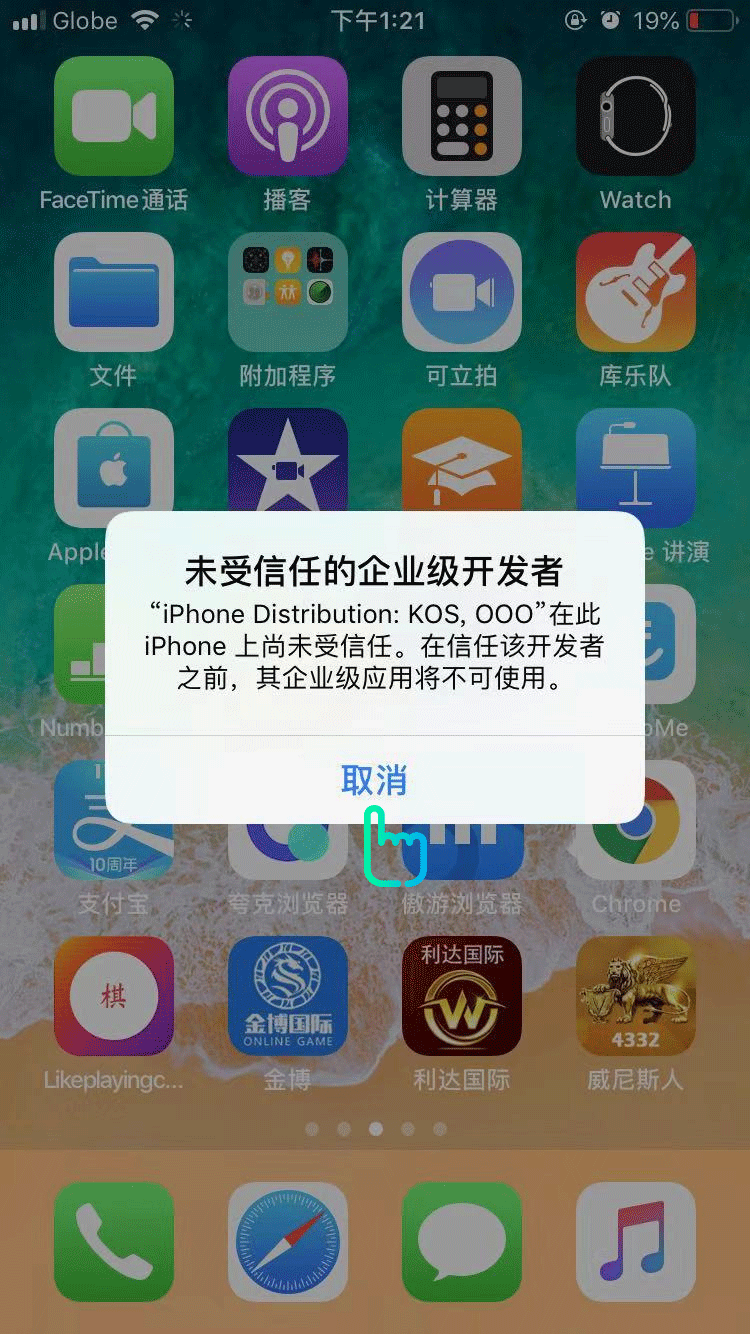 Globe
下午1:21
19%
FaceTime通话
播客
计算器
Watch
文件
附加程序
可立拍
库乐队
Apple
讲演
未受信任的企业级开发者
“iPhone Distribution: KOS, OOO”在此
iPhone 上尚未受信任。在信任该开发者
之前，其企业级应用将不可使用。
取消
Numb
oMe
10周年
支付宝
夸克浏览器
傲游浏览器
Chrome
棋
金博国际
ONLINE GAME
利达国际
W
4332
Likeplayingc...
金博
利达国际
威尼斯人